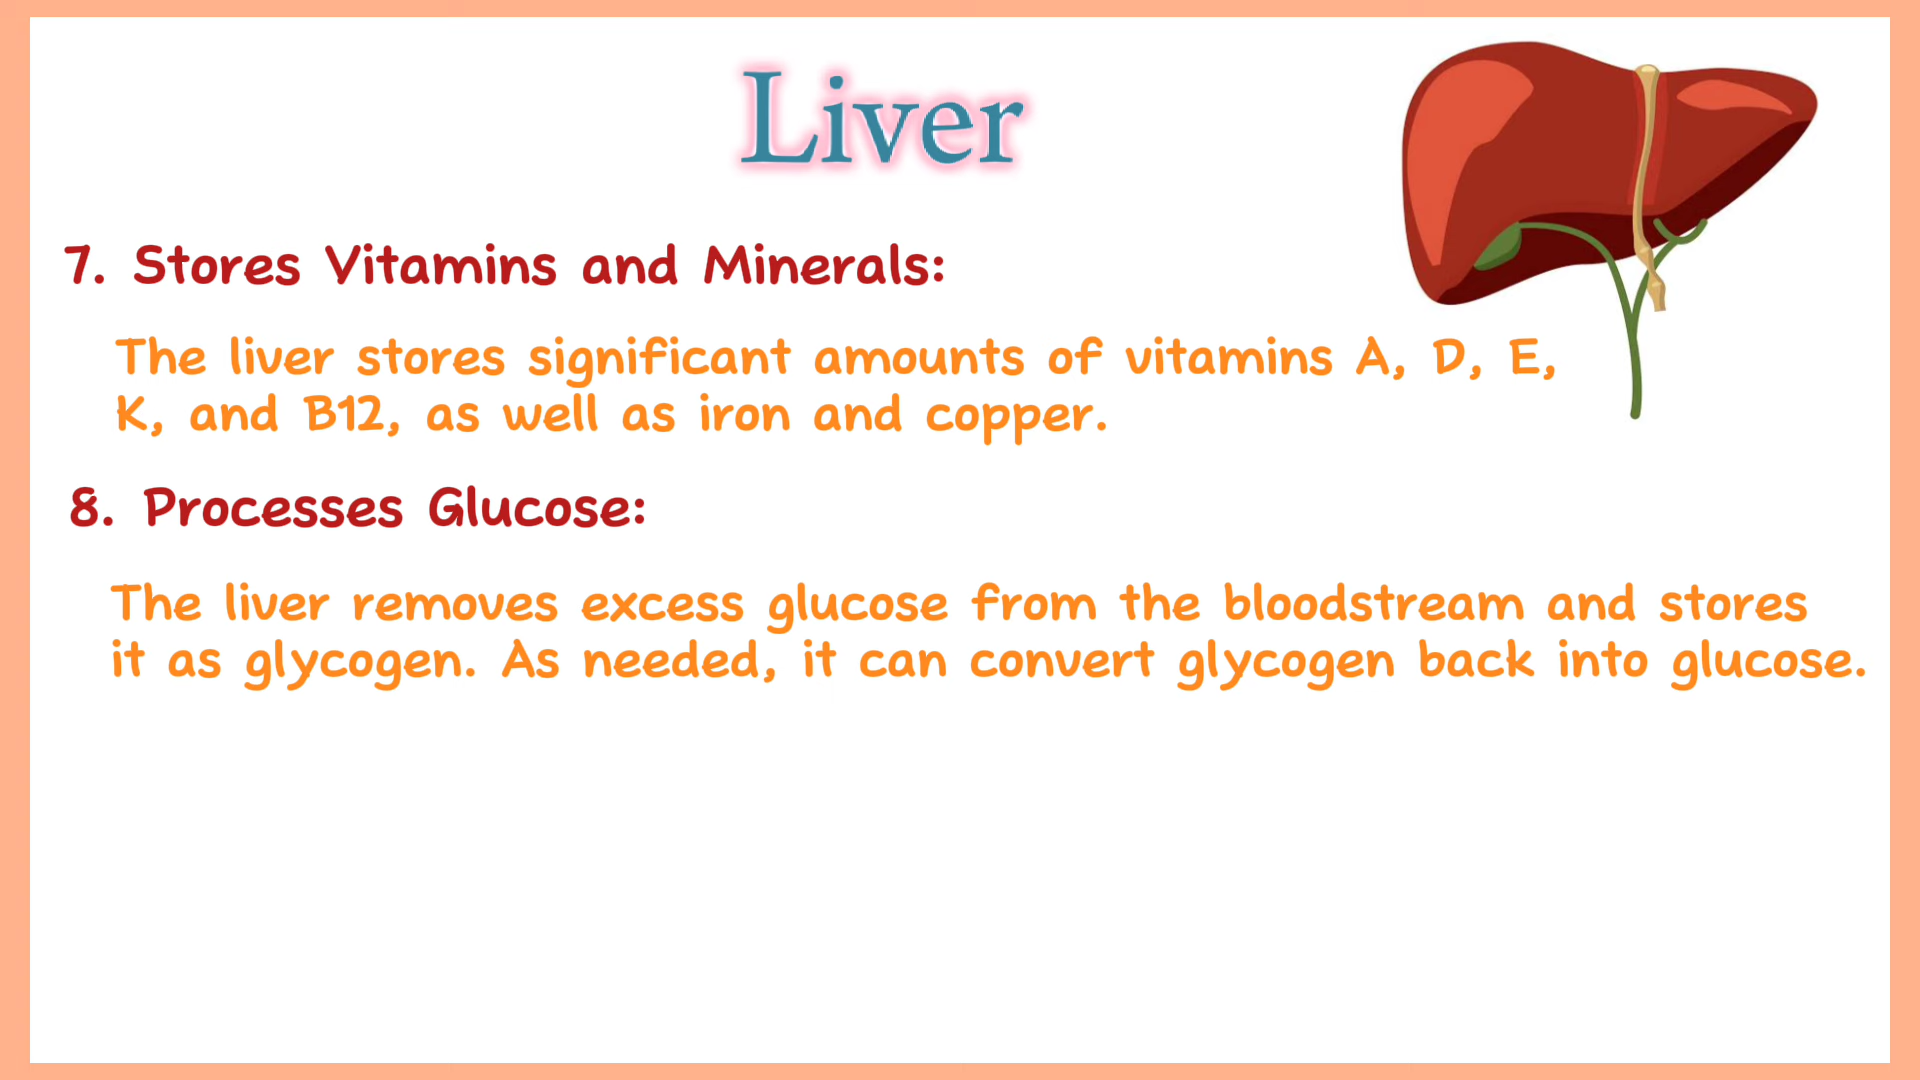 Liver
7. Stores Vitamins and Minerals:
The liver stores significant amounts of vitamins A, D, E,
K, and B12, as well as iron and copper.
8. Processes Glucose:
The liver removes excess glucose from the bloodstream and stores
it as glycogen. As needed, it can convert glycogen back into glucose.